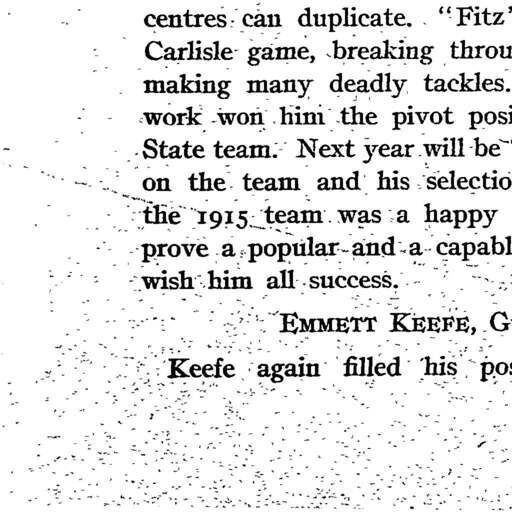 centres can duplicate. "Fitz'
Carlisle game, breaking throu
making many deadly tackles.
work won him the pivot posi
State team. Next year will be
on the team and his selectio
the 1915 team was a happy
prove a popular and a capabl
wish him all success.
EMMETT KEEFE, G
Keefe again filled his pos